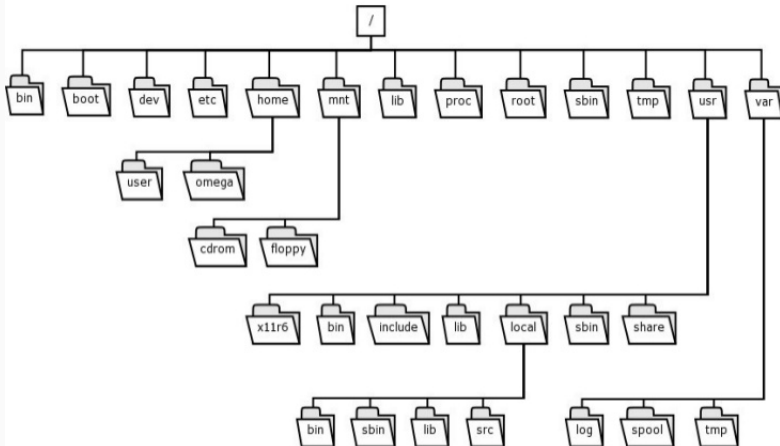 /
bin boot dev etc home mnt lib proc root sbin tmp usr var
user omega
cdrom floppy
x11r6 bin include lib local sbin share
bin sbin lib src log spool tmp